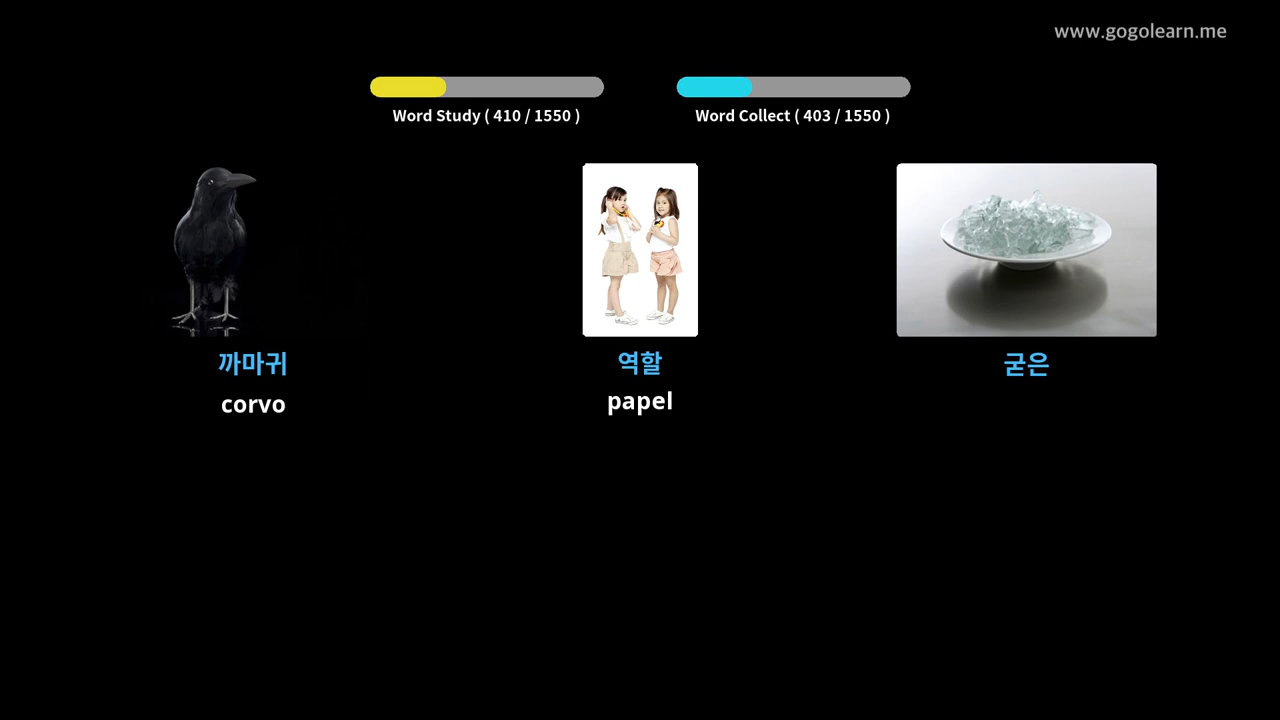 www.gogolearn.me
Word Study ( 410 / 1550 )
Word Collect ( 403 / 1550 )
까마귀
corvo
역할
papel
굳은